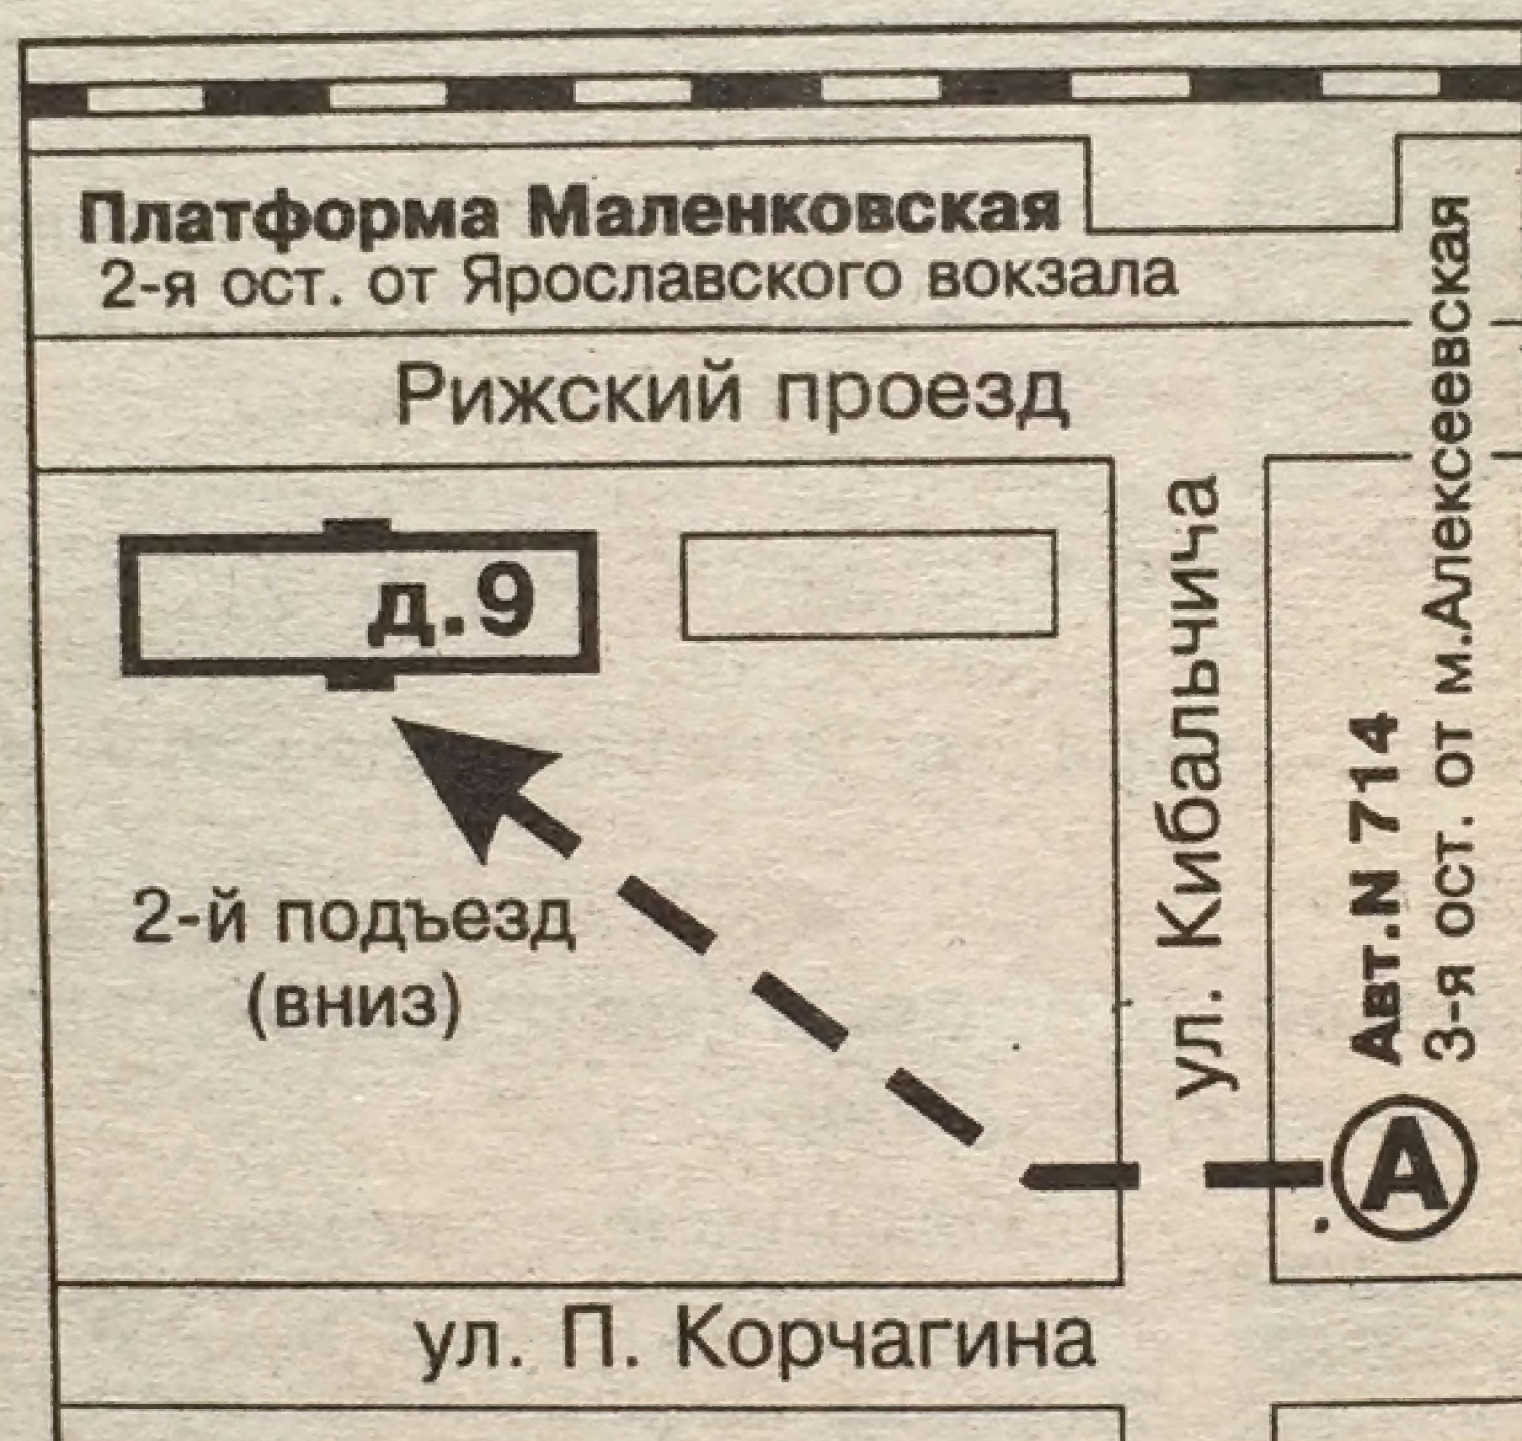 Платформа Маленковская
2-я ост. от Ярославского вокзала
Рижский проезд
д.9
2-й подъезд
(вниз)
ул. Кибальчича
Авт.N 714
3-я ост. от м.Алексеевская
А
ул. П. Корчагина